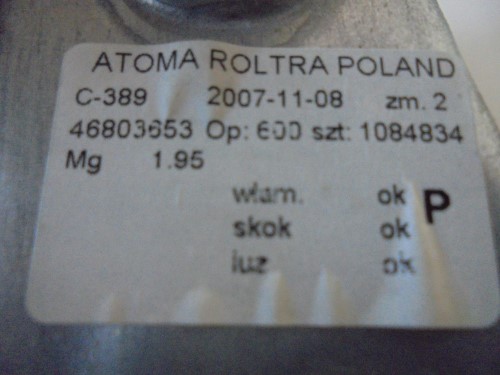 ATOMA ROLTRA POLAND
C-389 2007-11-08 zm. 2
46803653 Op: 600 szt: 1084834
Mg 1.95
włam. ok P
skok ok
luz ok